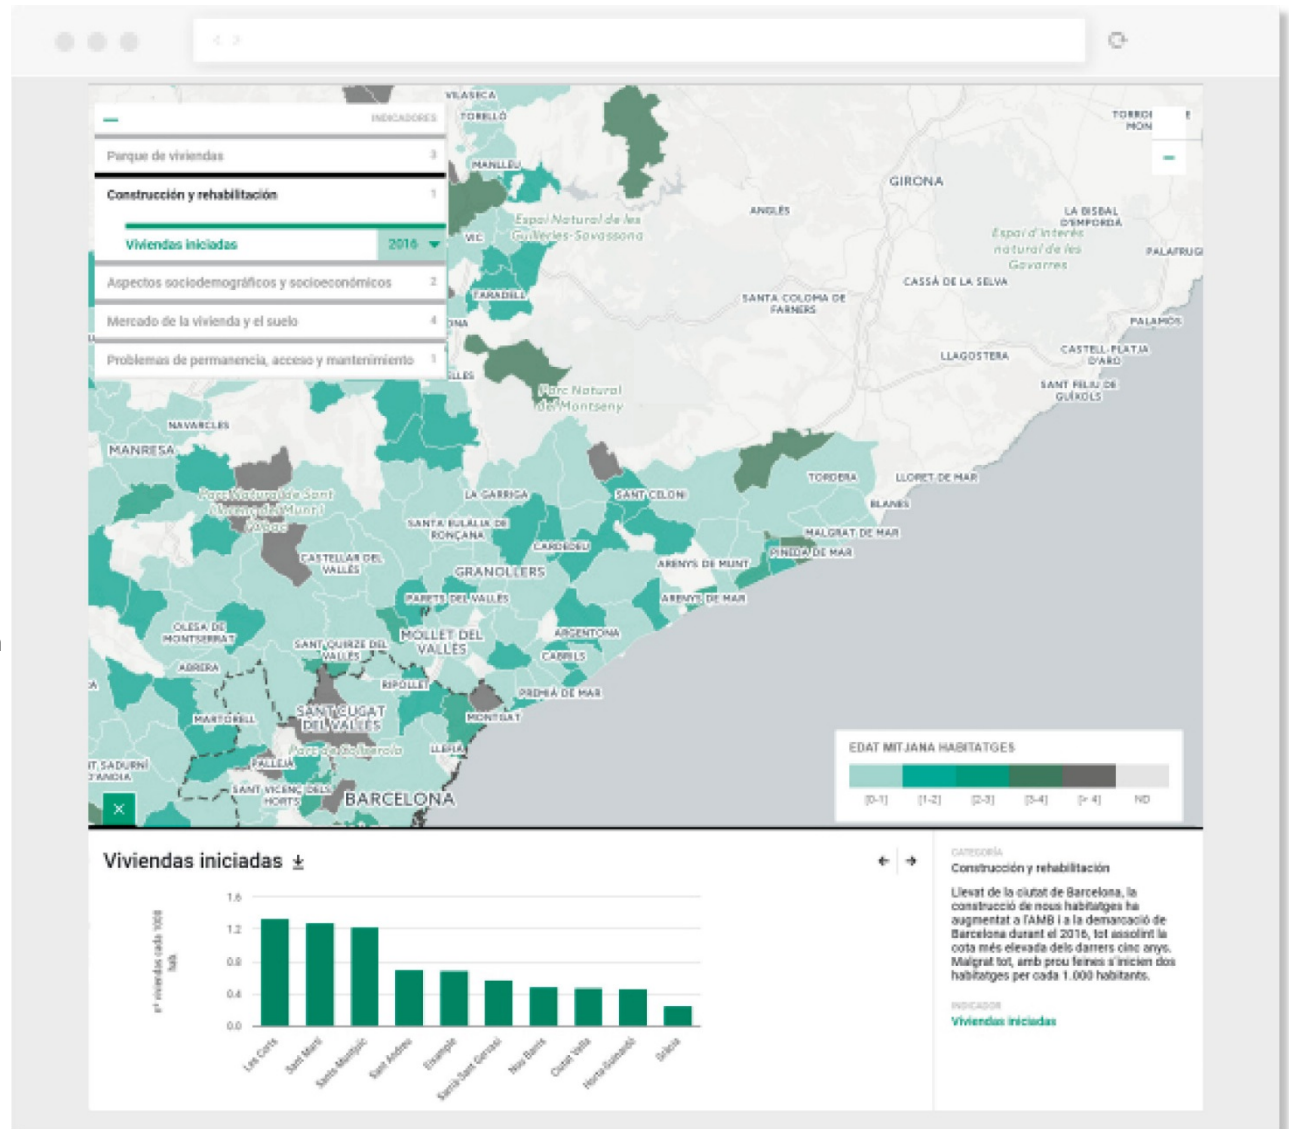 INDICADORES
Parque de viviendas 3
Construcción y rehabilitación 1
Viviendas iniciadas 2016
Aspectos sociodemográficos y socioeconómicos 2
Mercado de la vivienda y el suelo 4
Problemas de permanencia, acceso y mantenimiento 1
VILASECA
TORELLÓ
MANLLEU
GIRONA
ANGLÈS
LA BISBAL
D'EMPORDÀ
Espai Natural de les
Guilleries-Savassona
VIC
Espai d'Interès
natural de les
Gavarres
PALAFRUG
CASSÀ DE LA SELVA
TARADELL
SANTA COLOMA DE
FARNERS
PALAMÓS
LLAGOSTERA
CASTELL-PLATJA
D'ARO
SANT FELIU DE
GUÍXOLS
Parc Natural
del Montseny
NAVARCLES
MANRESA
TORDERA
LLORET DE MAR
BLANES
Parc Natural de Sant
Llorenç del Munt i
l'Obac
LA GARRIGA
SANT CELONI
SANTA EULÀLIA DE
RONÇANA
CARDEDEU
MALGRAT DE MAR
PINEDA DE MAR
CASTELLAR DEL
VALLÈS
GRANOLLERS
ARENYS DE MUNT
PARETS DEL VALLÈS
ARENYS DE MAR
OLESA DE
MONTSERRAT
SANT QUIRZE DEL
VALLÈS
MOLLET DEL
VALLÈS
ARGENTONA
CABRILS
ABRERA
RIPOLLET
PREMIÀ DE MAR
MARTORELL
SANT CUGAT
DEL VALLÈS
MONTGAT
Parc de Collserola
LLEFIÀ
PALLEJÀ
NT SADURNÍ
D'ANOIA
SANT VICENÇ DELS
HORTS
BARCELONA
EDAT MITJANA HABITATGES
[0-1] [1-2] [2-3] [3-4] [> 4] ND
Viviendas iniciadas
nº viviendas cada 1000
hab.
1.6
1.2
0.8
0.4
0.0
Les Corts
Sant Martí
Sants-Montjuïc
Sant Andreu
Eixample
Sarrià-Sant Gervasi
Nou Barris
Ciutat Vella
Horta-Guinardó
Gràcia
CATEGORÍA
Construcción y rehabilitación
Llevat de la ciutat de Barcelona, la
construcció de nous habitatges ha
augmentat a l'AMB i a la demarcació de
Barcelona durant el 2016, tot assolint la
cota més elevada dels darrers cinc anys.
Malgrat tot, amb prou feines s'inicien dos
habitatges per cada 1.000 habitants.
INDICADOR
Viviendas iniciadas